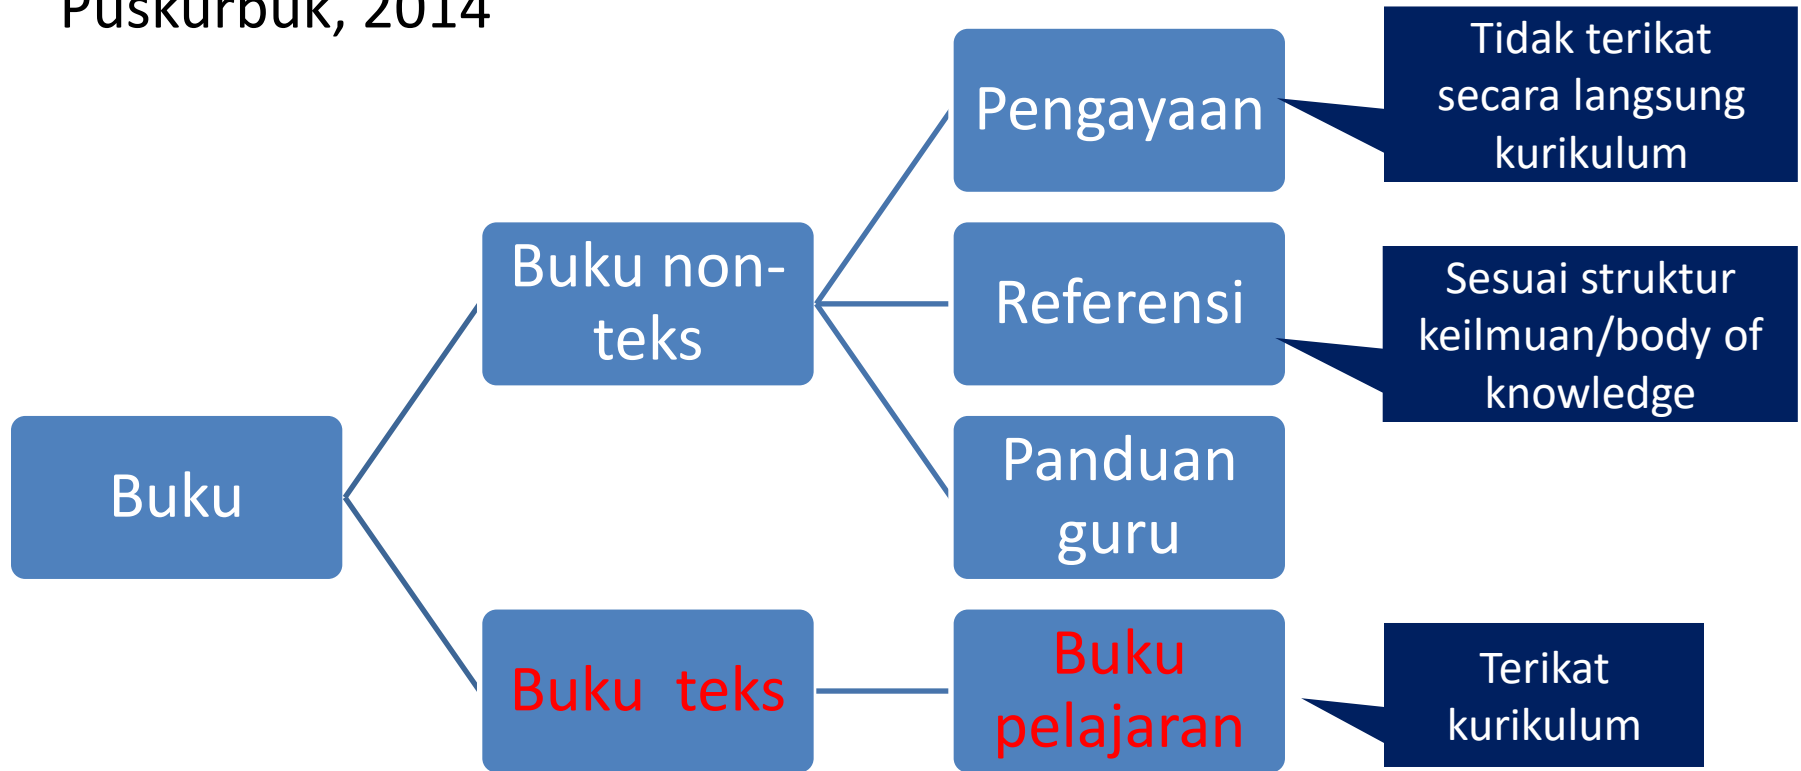 Puskurbuk, 2014
Pengayaan
Tidak terikat
secara langsung
kurikulum
Buku non-
teks
Referensi
Sesuai struktur
keilmuan/body of
knowledge
Buku
Panduan
guru
Buku teks
Buku
pelajaran
Terikat
kurikulum